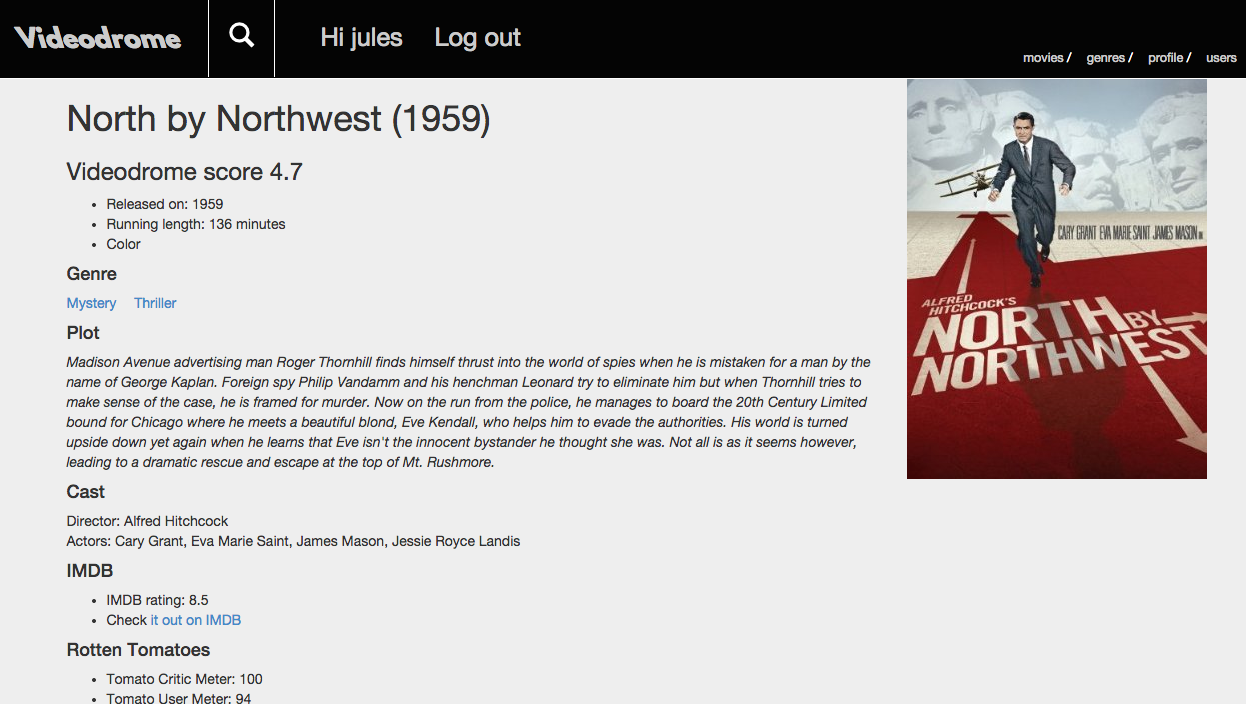 Videodrome
Hi jules
Log out
movies /
genres /
profile /
users
North by Northwest (1959)
Videodrome score 4.7
Released on: 1959
Running length: 136 minutes
Color
Genre
Mystery Thriller
Plot
Madison Avenue advertising man Roger Thornhill finds himself thrust into the world of spies when he is mistaken for a man by the
name of George Kaplan. Foreign spy Philip Vandamm and his henchman Leonard try to eliminate him but when Thornhill tries to
make sense of the case, he is framed for murder. Now on the run from the police, he manages to board the 20th Century Limited
bound for Chicago where he meets a beautiful blond, Eve Kendall, who helps him to evade the authorities. His world is turned
upside down yet again when he learns that Eve isn't the innocent bystander he thought she was. Not all is as it seems however,
leading to a dramatic rescue and escape at the top of Mt. Rushmore.
Cast
Director: Alfred Hitchcock
Actors: Cary Grant, Eva Marie Saint, James Mason, Jessie Royce Landis
IMDB
IMDB rating: 8.5
Check it out on IMDB
Rotten Tomatoes
Tomato Critic Meter: 100
Tomato User Meter: 94
CARY GRANT EVA MARIE SAINT JAMES MASON IN
ALFRED
HITCHCOCK'S
NORTH BY
NORTHWEST